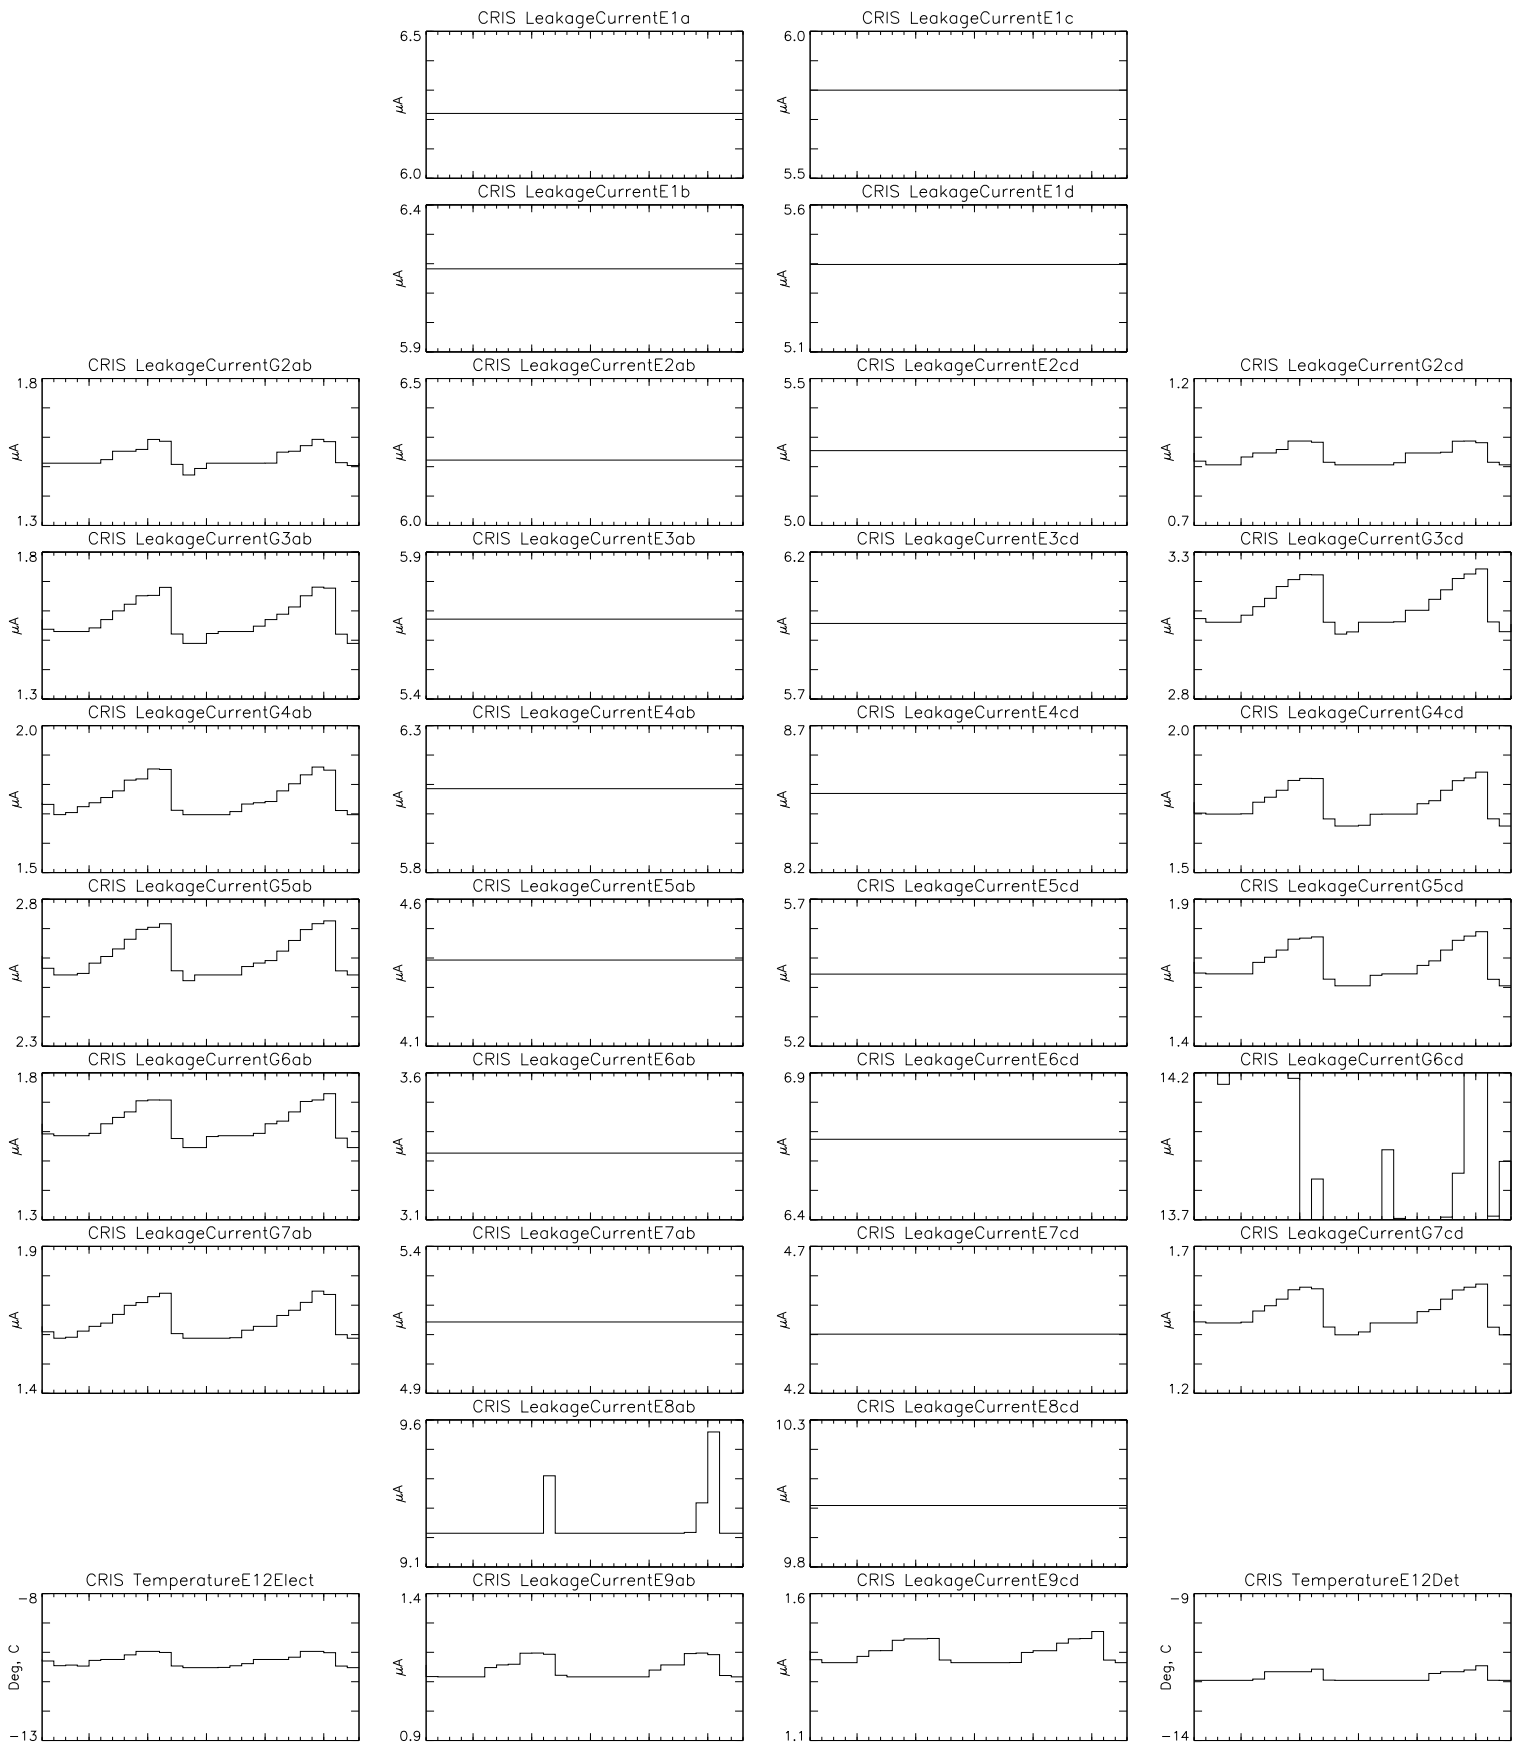 CRIS LeakageCurrentE1a CRIS LeakageCurrentE1c
6.5 6.0
μA μA
6.0 5.5
CRIS LeakageCurrentE1b CRIS LeakageCurrentE1d
6.4 5.6
μA μA
5.9 5.1
CRIS LeakageCurrentG2ab CRIS LeakageCurrentE2ab CRIS LeakageCurrentE2cd CRIS LeakageCurrentG2cd
1.8 6.5 5.5 1.2
μA μA μA μA
1.3 6.0 5.0 0.7
CRIS LeakageCurrentG3ab CRIS LeakageCurrentE3ab CRIS LeakageCurrentE3cd CRIS LeakageCurrentG3cd
1.8 5.9 6.2 3.3
μA μA μA μA
1.3 5.4 5.7 2.8
CRIS LeakageCurrentG4ab CRIS LeakageCurrentE4ab CRIS LeakageCurrentE4cd CRIS LeakageCurrentG4cd
2.0 6.3 8.7 2.0
μA μA μA μA
1.5 5.8 8.2 1.5
CRIS LeakageCurrentG5ab CRIS LeakageCurrentE5ab CRIS LeakageCurrentE5cd CRIS LeakageCurrentG5cd
2.8 4.6 5.7 1.9
μA μA μA μA
2.3 4.1 5.2 1.4
CRIS LeakageCurrentG6ab CRIS LeakageCurrentE6ab CRIS LeakageCurrentE6cd CRIS LeakageCurrentG6cd
1.8 3.6 6.9 14.2
μA μA μA μA
1.3 3.1 6.4 13.7
CRIS LeakageCurrentG7ab CRIS LeakageCurrentE7ab CRIS LeakageCurrentE7cd CRIS LeakageCurrentG7cd
1.9 5.4 4.7 1.7
μA μA μA μA
1.4 4.9 4.2 1.2
CRIS LeakageCurrentE8ab CRIS LeakageCurrentE8cd
9.6 10.3
μA μA
9.1 9.8
CRIS TemperatureE12Elect CRIS LeakageCurrentE9ab CRIS LeakageCurrentE9cd CRIS TemperatureE12Det
-8 1.4 1.6 -9
Deg, C μA μA Deg, C
-13 0.9 1.1 -14